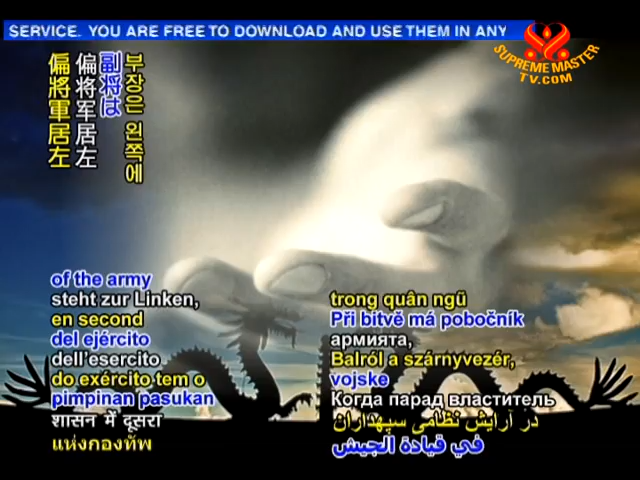 SERVICE. YOU ARE FREE TO DOWNLOAD AND USE THEM IN ANY
SUPREME MASTER
TV.COM
부장은 왼쪽에
副将は
偏将军居左
偏將軍居左
of the army
steht zur Linken,
en second
del ejército
dell'esercito
do exército tem o
pimpinan pasukan
शासन में दूसरा
แห่งกองทัพ
trong quân ngũ
Při bitvě má pobočník
армията,
Balról a szárnyvezér,
vojske
Когда парад властитель
در آرایش نظامی سپهداران
في قيادة الجيش